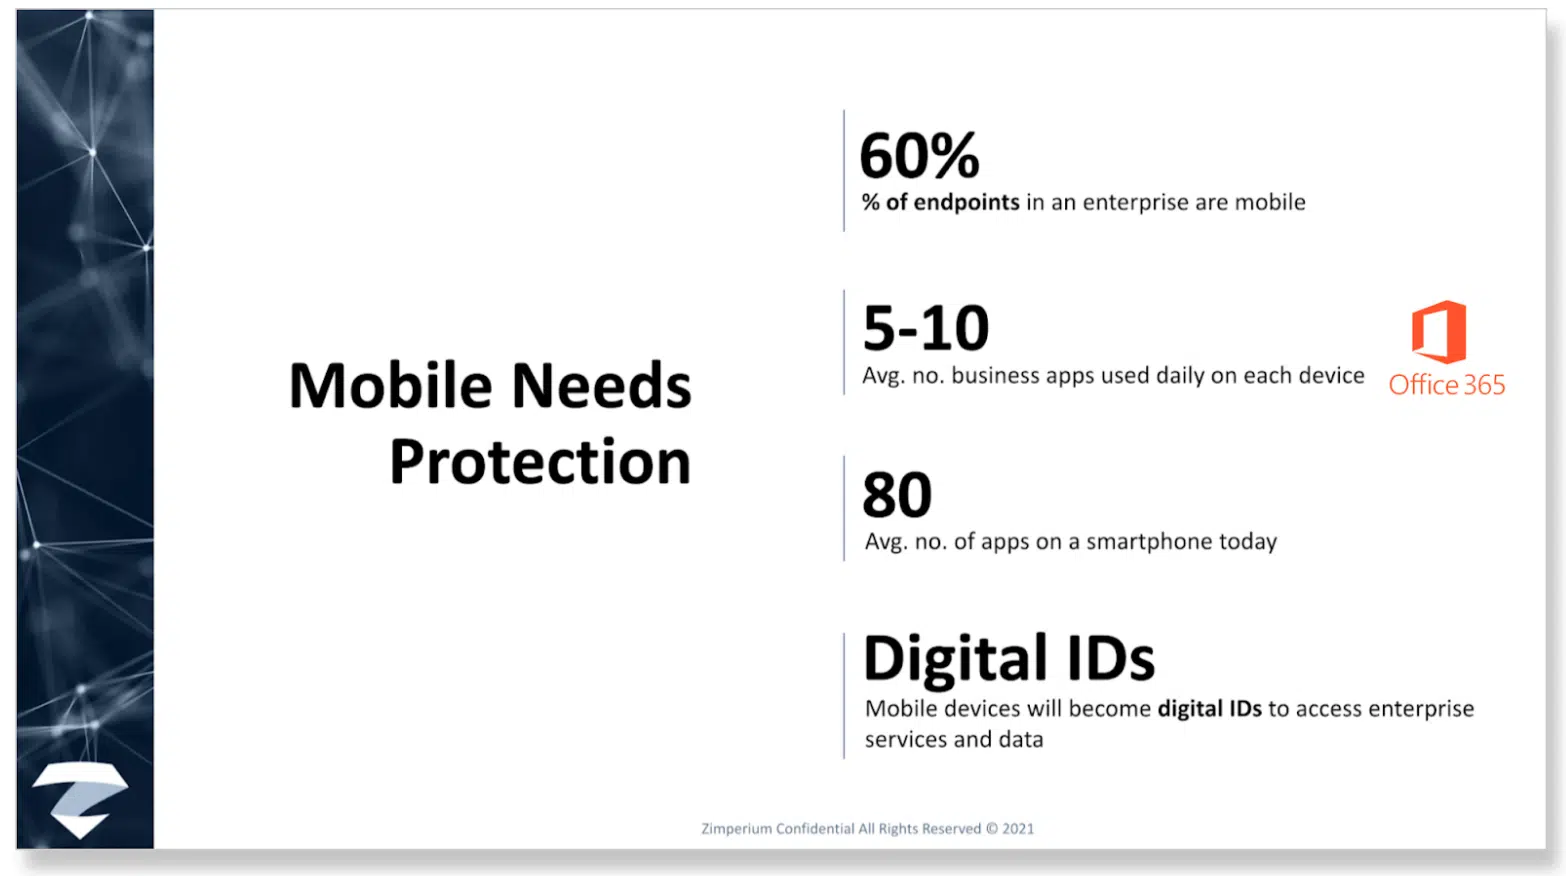 Mobile Needs
Protection
60%
% of endpoints in an enterprise are mobile
5-10
Avg. no. business apps used daily on each device
Office 365
80
Avg. no. of apps on a smartphone today
Digital IDs
Mobile devices will become digital IDs to access enterprise
services and data
Zimperium Confidential All Rights Reserved © 2021